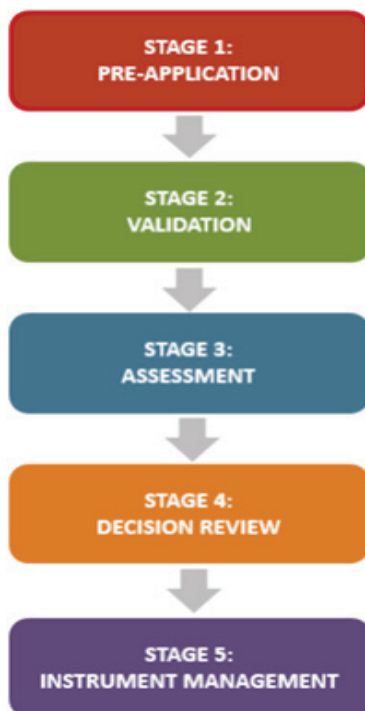 STAGE 1:
PRE-APPLICATION
STAGE 2:
VALIDATION
STAGE 3:
ASSESSMENT
STAGE 4:
DECISION REVIEW
STAGE 5:
INSTRUMENT MANAGEMENT